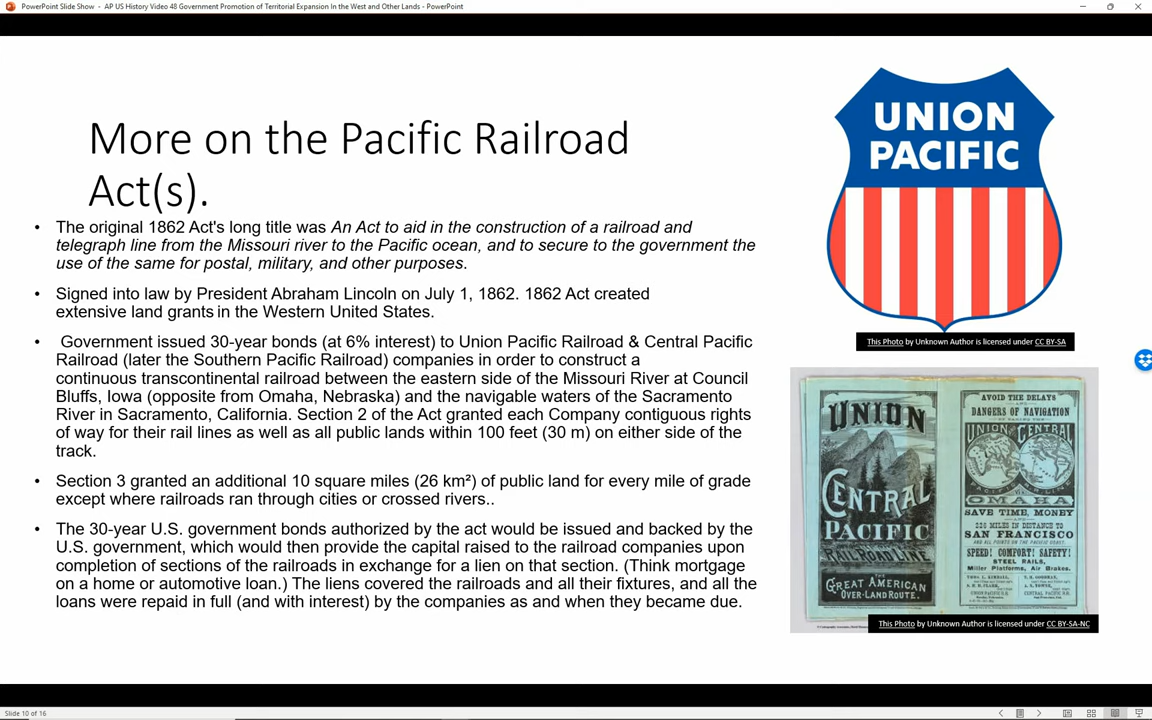 PowerPoint Slide Show - AP US History Video 48 Government Promotion of Territorial Expansion In the West and Other Lands - PowerPoint
More on the Pacific Railroad
Act(s).
• The original 1862 Act's long title was An Act to aid in the construction of a railroad and
telegraph line from the Missouri river to the Pacific ocean, and to secure to the government the
use of the same for postal, military, and other purposes.
• Signed into law by President Abraham Lincoln on July 1, 1862. 1862 Act created
extensive land grants in the Western United States.
• Government issued 30-year bonds (at 6% interest) to Union Pacific Railroad & Central Pacific
Railroad (later the Southern Pacific Railroad) companies in order to construct a
continuous transcontinental railroad between the eastern side of the Missouri River at Council
Bluffs, Iowa (opposite from Omaha, Nebraska) and the navigable waters of the Sacramento
River in Sacramento, California. Section 2 of the Act granted each Company contiguous rights
of way for their rail lines as well as all public lands within 100 feet (30 m) on either side of the
track.
• Section 3 granted an additional 10 square miles (26 km²) of public land for every mile of grade
except where railroads ran through cities or crossed rivers..
• The 30-year U.S. government bonds authorized by the act would be issued and backed by the
U.S. government, which would then provide the capital raised to the railroad companies upon
completion of sections of the railroads in exchange for a lien on that section. (Think mortgage
on a home or automotive loan.) The liens covered the railroads and all their fixtures, and all the
loans were repaid in full (and with interest) by the companies as and when they became due.
UNION
PACIFIC
This Photo by Unknown Author is licensed under CC BY-SA
UNION
CENTRAL
PACIFIC
GREAT AMERICAN
OVER-LAND ROUTE.
AVOID THE DELAYS
DANGERS OF NAVIGATION
UNION CENTRAL
OMAHA
SAVE TIME, MONEY
SAN FRANCISCO
SPEED! COMFORT! SAFETY!
Miller Platforms, Air Brakes.
This Photo by Unknown Author is licensed under CC BY-SA-NC
Slide 10 of 16